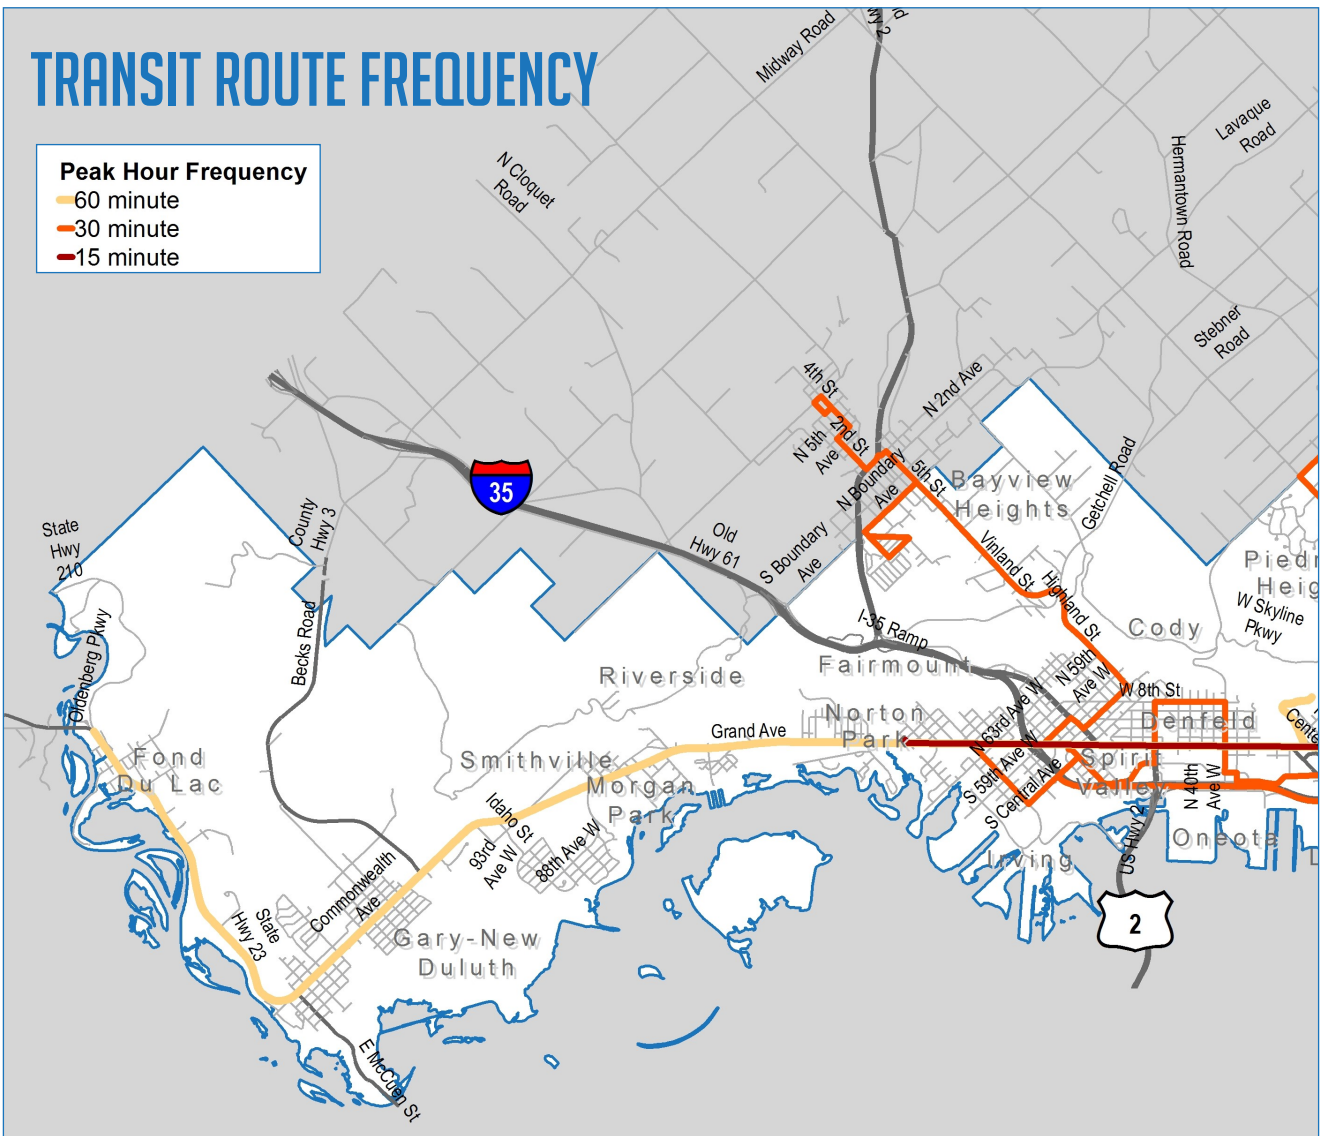 TRANSIT ROUTE FREQUENCY
Peak Hour Frequency
60 minute
30 minute
15 minute
Midway Road
Lavaque
Road
Hermantown Road
N Cloquet
Road
Stebner
Road
4th St
N 2nd Ave
2nd St
N 5th
Ave
N Boundary
Ave
5th St
Bayview
Heights
Getchell Road
35
County
Hwy 3
State
Hwy
210
Old
Hwy 61
S Boundary
Ave
Vinland St
Highland St
W Skyline
Pkwy
Cody
I-35 Ramp
Oldenberg Pkwy
Becks Road
Riverside
Fairmount
N 59th
Ave W
W 8th St
Norton
Park
N 63rd Ave W
Denfeld
Grand Ave
Fond
Du Lac
Smithville
Morgan
Park
S 59th Ave W
S Central Ave
Spirit
Valley
N 40th
Ave W
Idaho St
93rd
Ave W
88th Ave W
US Hwy 2
Oneota
Irving
Commonwealth
Ave
State
Hwy 23
Gary-New
Duluth
2
E McCuen St